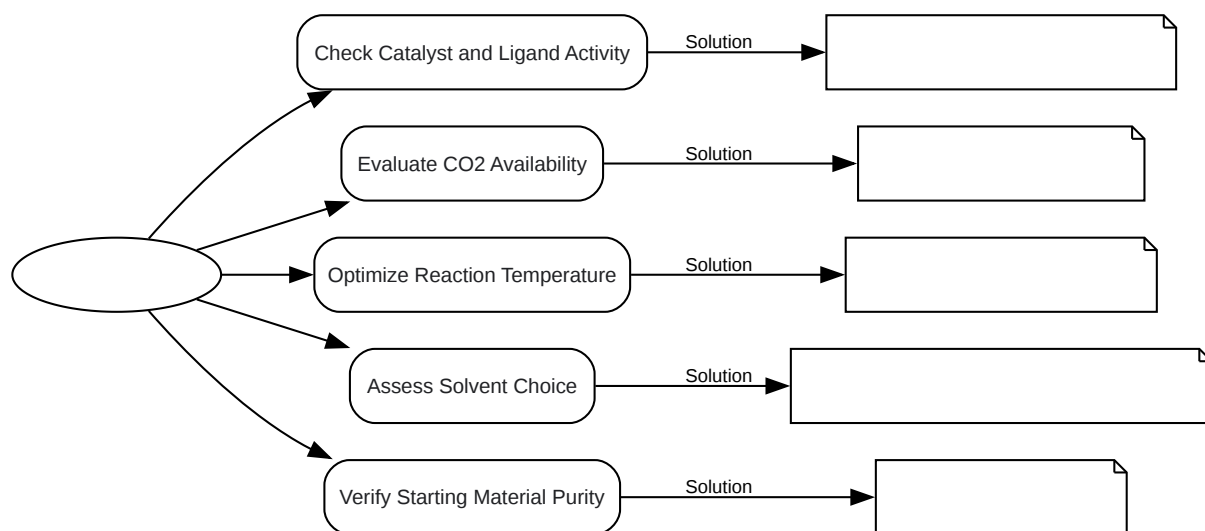 Check Catalyst and Ligand Activity
Solution
Evaluate CO2 Availability
Solution
Optimize Reaction Temperature
Solution
Assess Solvent Choice
Solution
Verify Starting Material Purity
Solution